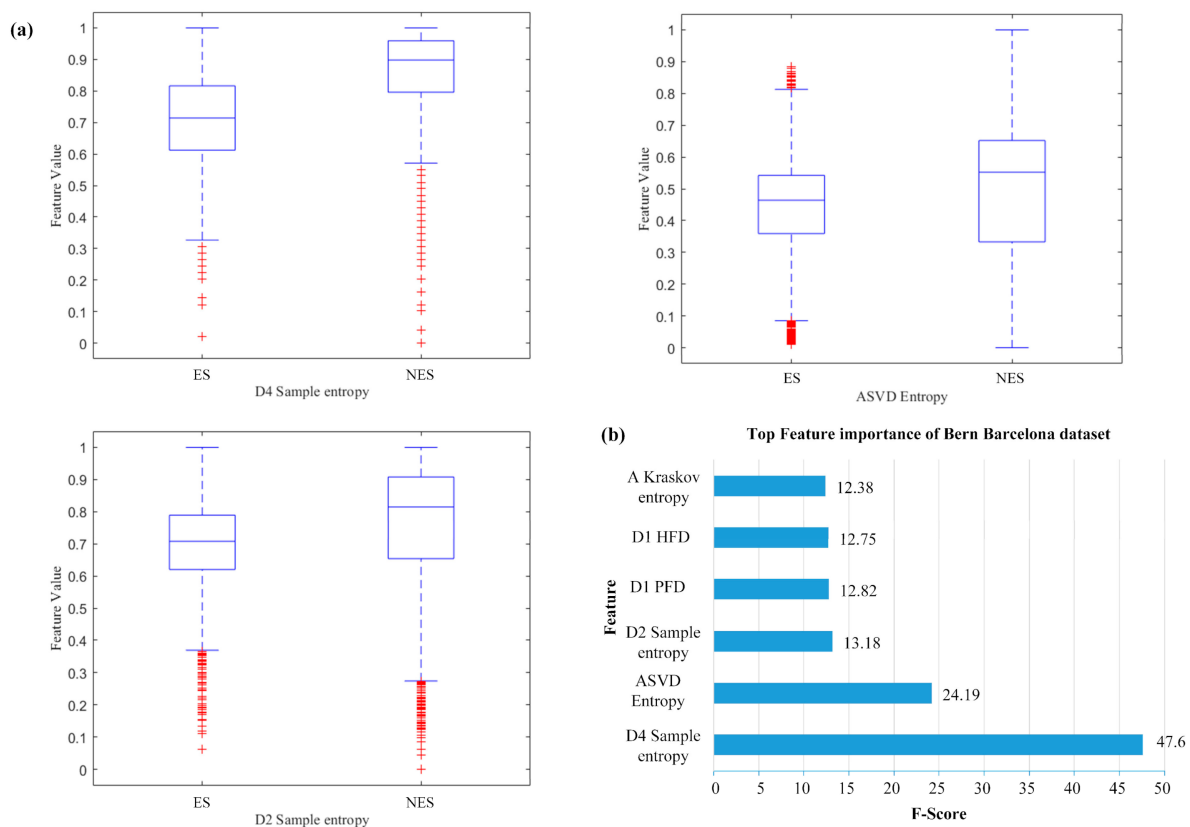 (a)
1
0.9
0.8
0.7
0.6
0.5
0.4
0.3
0.2
0.1
0
Feature Value
ES
NES
D4 Sample entropy
1
0.9
0.8
0.7
0.6
0.5
0.4
0.3
0.2
0.1
0
Feature Value
ES
NES
ASVD Entropy
1
0.9
0.8
0.7
0.6
0.5
0.4
0.3
0.2
0.1
0
Feature Value
ES
NES
D2 Sample entropy
(b)
Top Feature importance of Bern Barcelona dataset
Feature
A Kraskov
entropy
12.38
D1 HFD
12.75
D1 PFD
12.82
D2 Sample
entropy
13.18
ASVD
Entropy
24.19
D4 Sample
entropy
47.6
0 5 10 15 20 25 30 35 40 45 50
F-Score